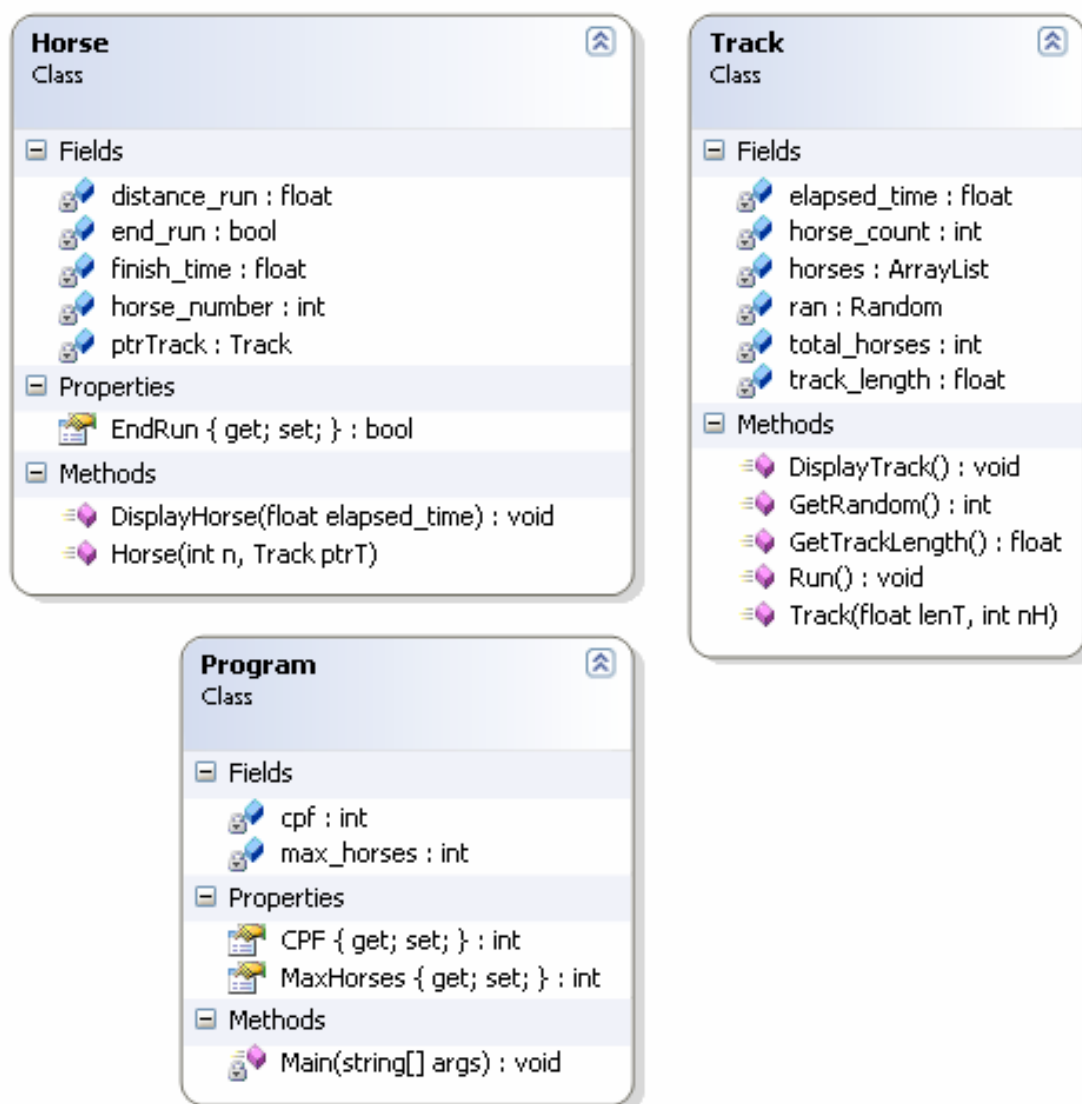 Horse
Class
Fields
distance_run : float
end_run : bool
finish_time : float
horse_number : int
ptrTrack : Track
Properties
EndRun { get; set; } : bool
Methods
DisplayHorse(float elapsed_time) : void
Horse(int n, Track ptrT)
Track
Class
Fields
elapsed_time : float
horse_count : int
horses : ArrayList
ran : Random
total_horses : int
track_length : float
Methods
DisplayTrack() : void
GetRandom() : int
GetTrackLength() : float
Run() : void
Track(float lenT, int nH)
Program
Class
Fields
cpf : int
max_horses : int
Properties
CPF { get; set; } : int
MaxHorses { get; set; } : int
Methods
Main(string[] args) : void